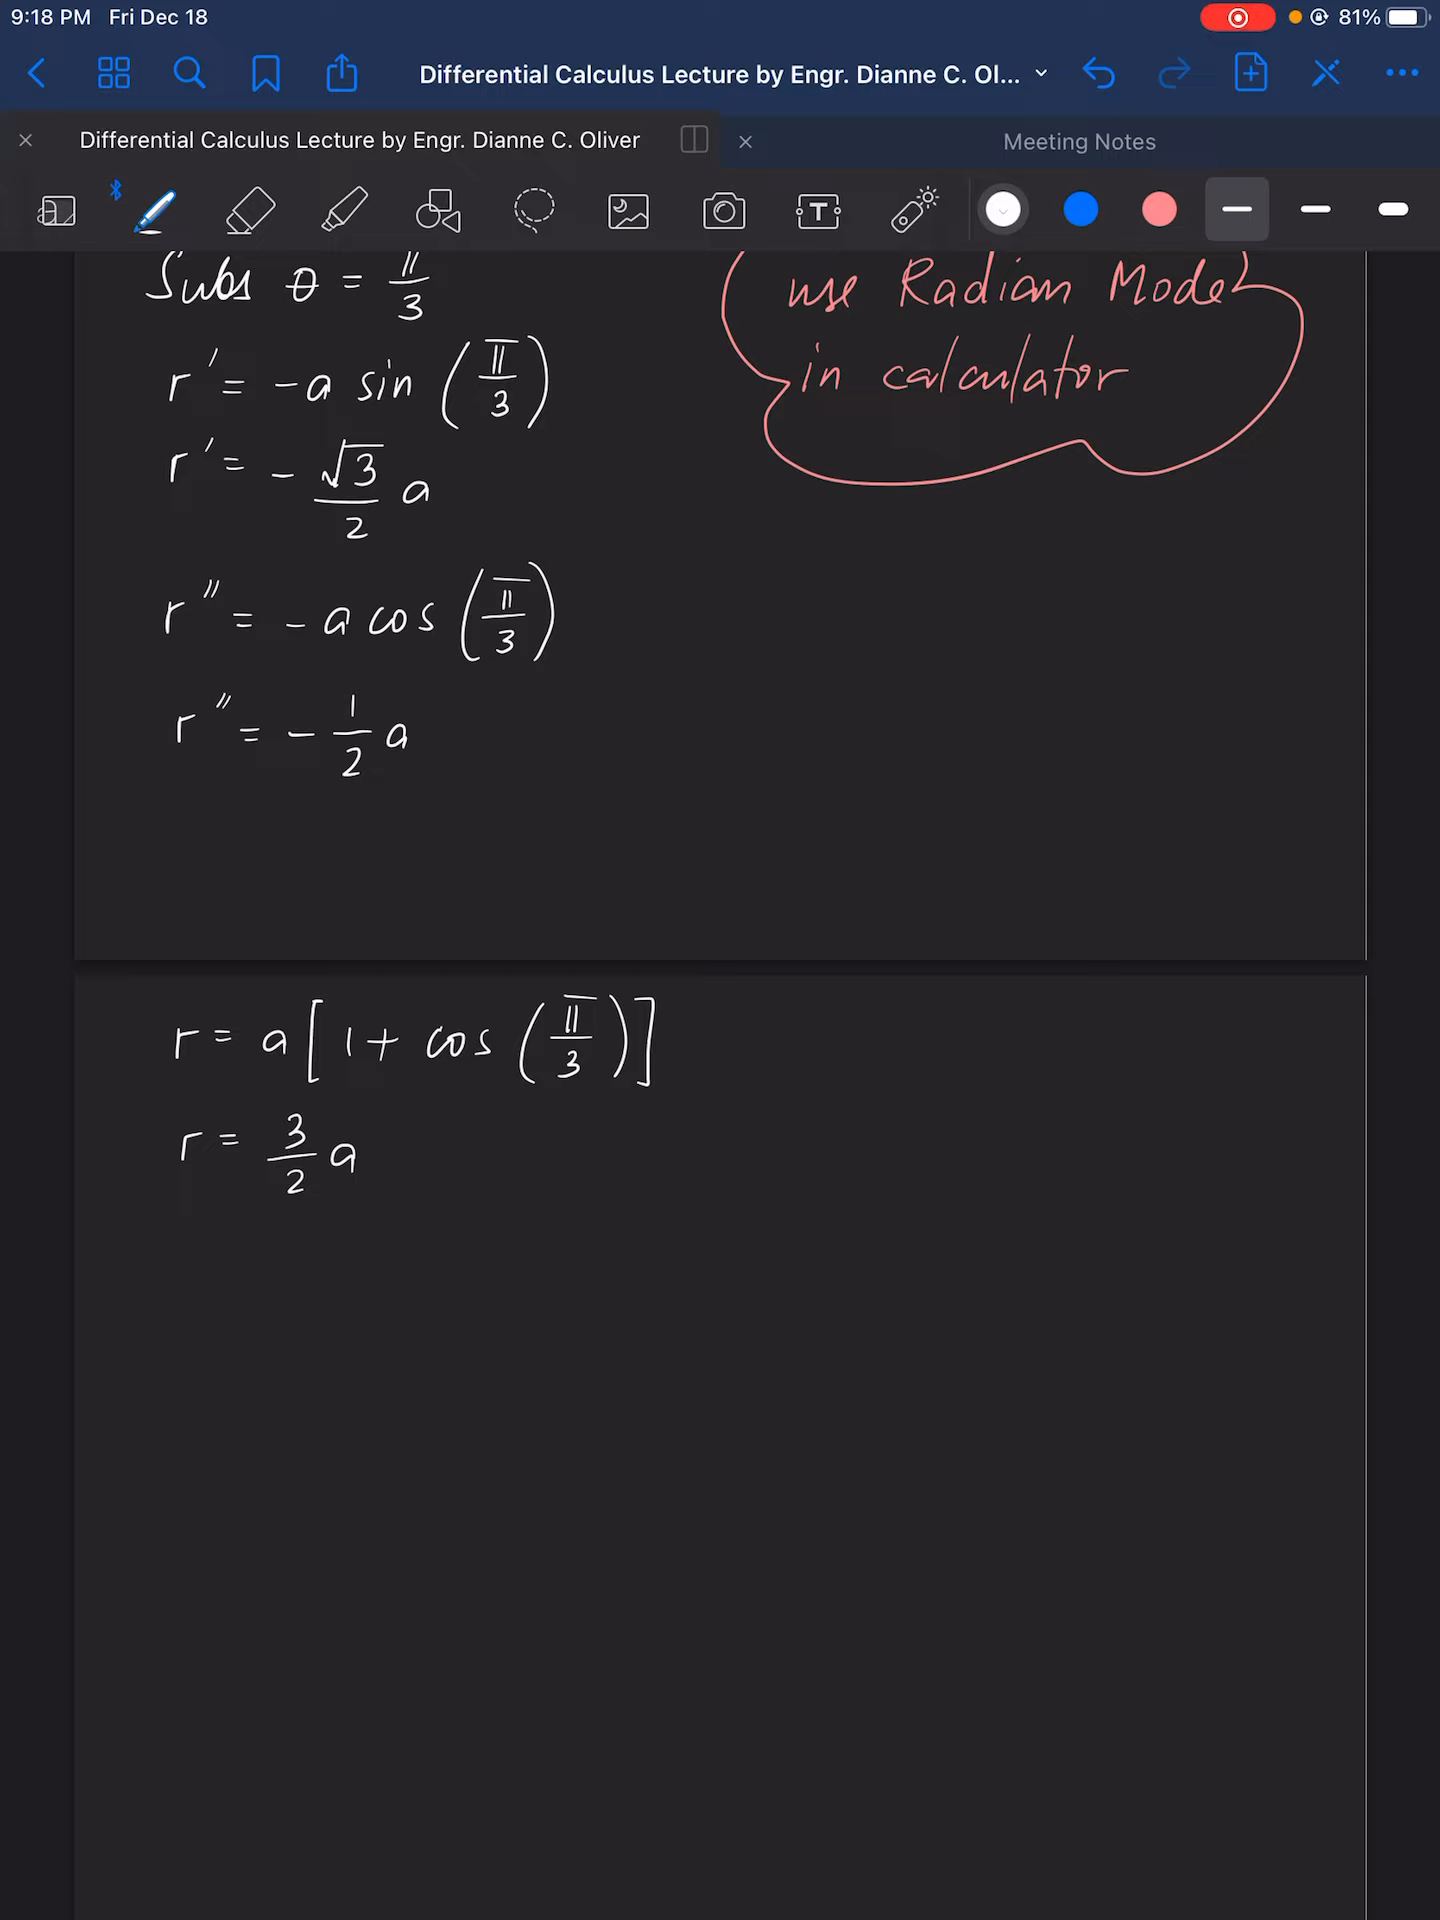 9:18 PM Fri Dec 18 81%
Differential Calculus Lecture by Engr. Dianne C. Ol...
Differential Calculus Lecture by Engr. Dianne C. Oliver
Meeting Notes
T
Subs θ = π/3
use Radian Mode
in calculator
r' = -a sin (π/3)
r' = - √3/2 a
r'' = -a cos (π/3)
r'' = - 1/2 a
r = a [1 + cos (π/3)]
r = 3/2 a